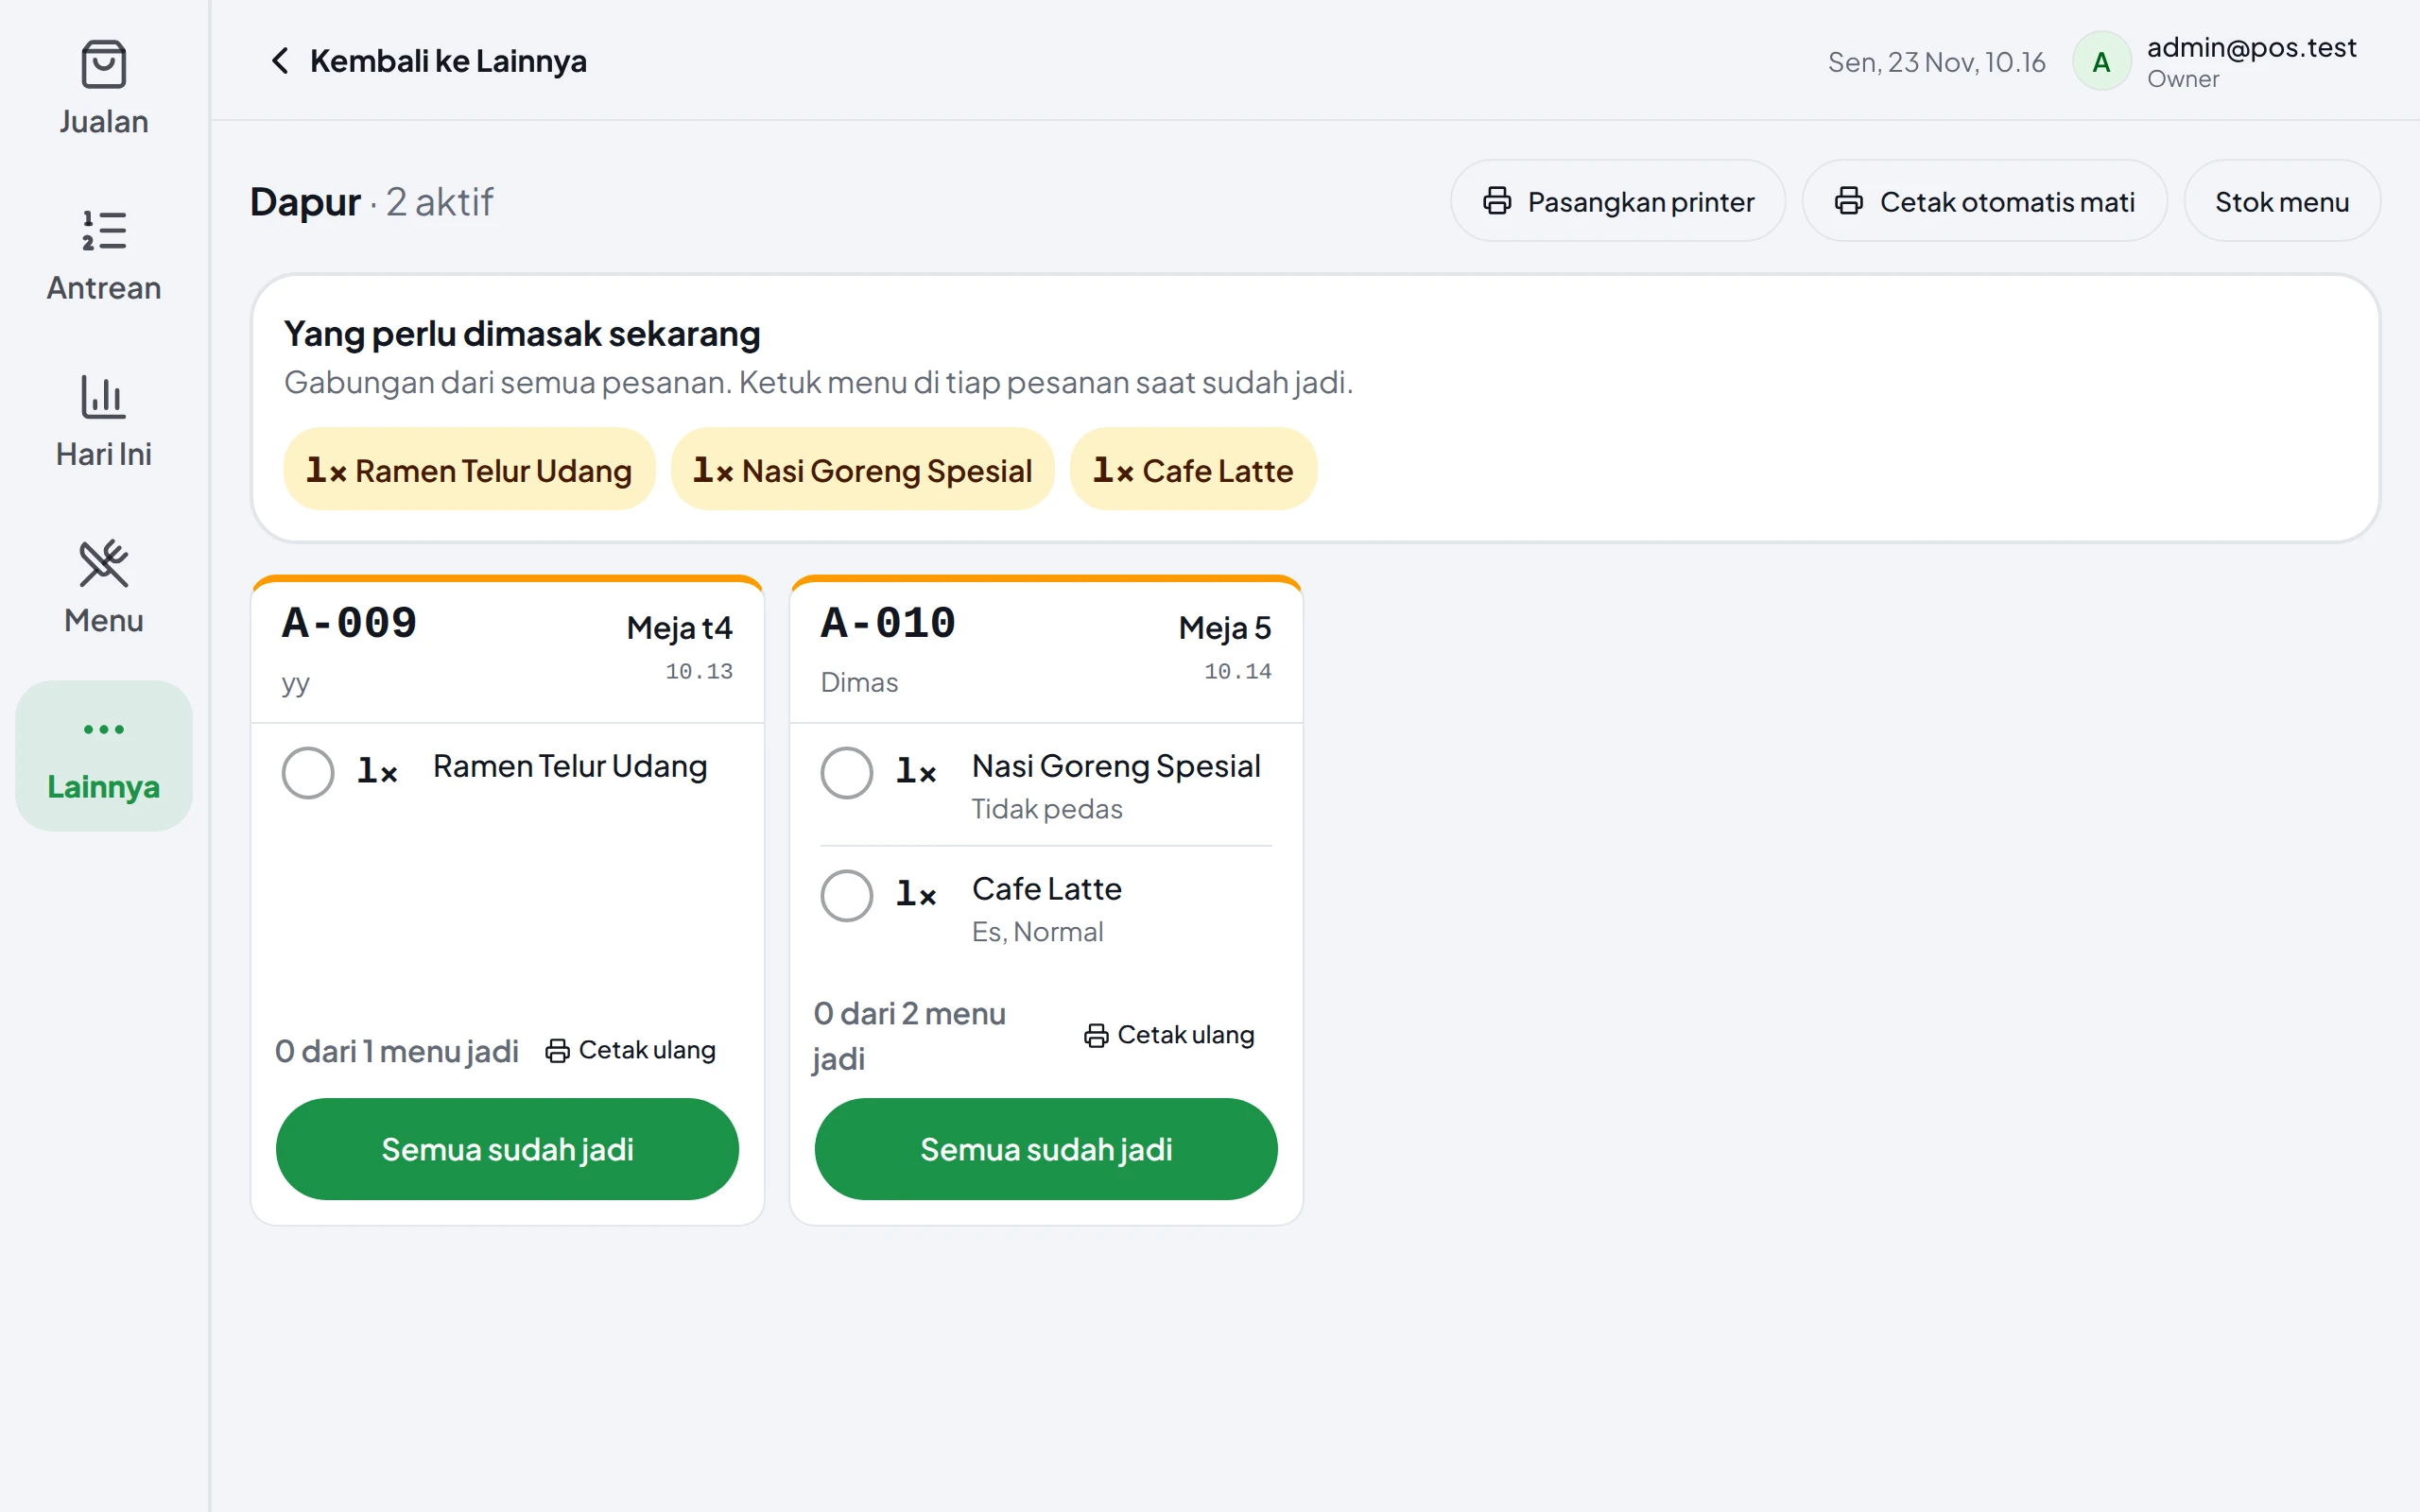 Jualan
Antrean
Hari Ini
Menu
Lainnya
Kembali ke Lainnya
Sen, 23 Nov, 10.16
A
admin@pos.test
Owner
Dapur · 2 aktif
Pasangkan printer
Cetak otomatis mati
Stok menu
Yang perlu dimasak sekarang
Gabungan dari semua pesanan. Ketuk menu di tiap pesanan saat sudah jadi.
1× Ramen Telur Udang
1× Nasi Goreng Spesial
1× Cafe Latte
A-009
Meja t4
yy
10.13
1× Ramen Telur Udang
0 dari 1 menu jadi
Cetak ulang
Semua sudah jadi
A-010
Meja 5
Dimas
10.14
1× Nasi Goreng Spesial
Tidak pedas
1× Cafe Latte
Es, Normal
0 dari 2 menu
jadi
Cetak ulang
Semua sudah jadi